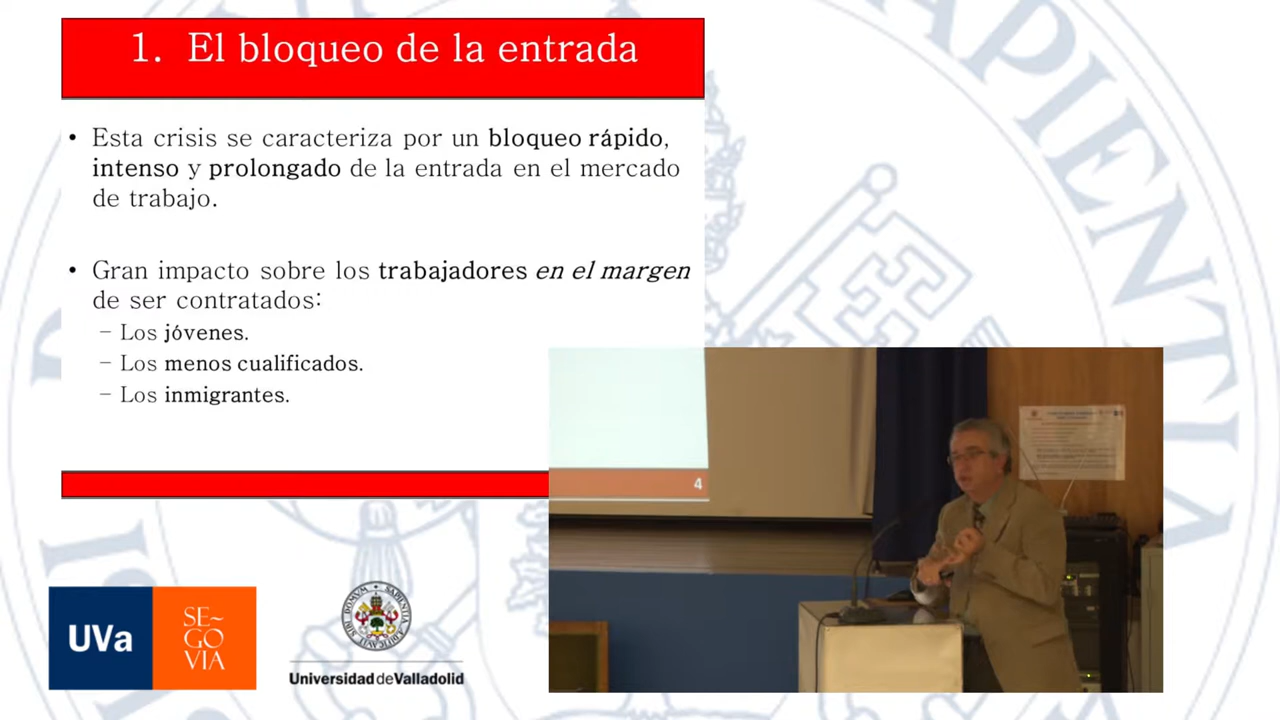 1. El bloqueo de la entrada
• Esta crisis se caracteriza por un bloqueo rápido,
intenso y prolongado de la entrada en el mercado
de trabajo.
• Gran impacto sobre los trabajadores en el margen
de ser contratados:
– Los jóvenes.
– Los menos cualificados.
– Los inmigrantes.
4
UVa
SE~
GO
VIA
Universidad de Valladolid
SAPIENTIA